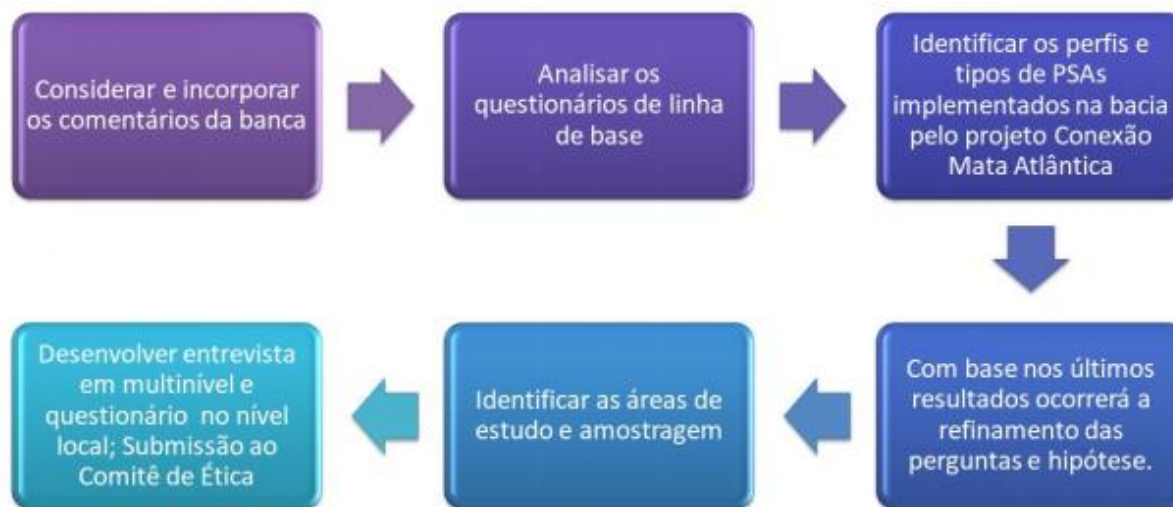 Considerar e incorporar
os comentários da banca
Analisar os
questionários de linha
de base
Identificar os perfis e
tipos de PSAs
implementados na bacia
pelo projeto Conexão
Mata Atlântica
Com base nos últimos
resultados ocorrerá a
refinamento das
perguntas e hipótese.
Identificar as áreas de
estudo e amostragem
Desenvolver entrevista
em multinível e
questionário no nível
local; Submissão ao
Comitê de Ética